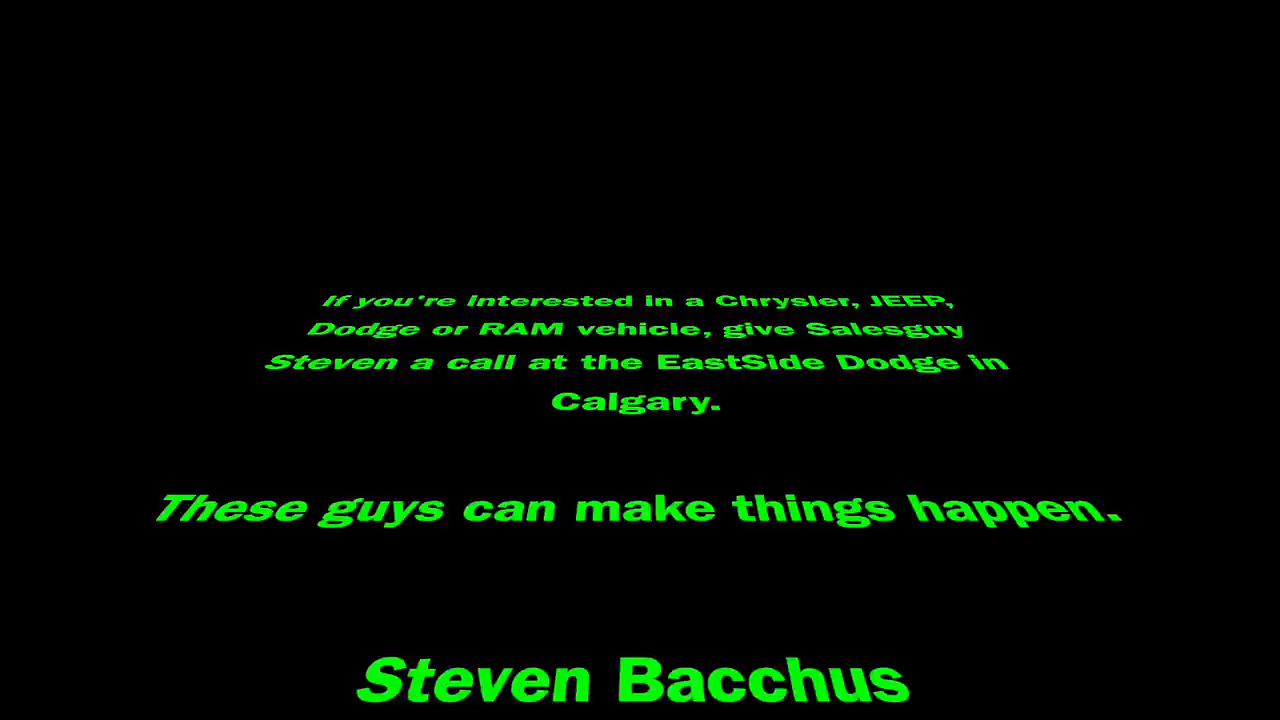 If you're interested in a Chrysler, JEEP,
Dodge or RAM vehicle, give Salesguy
Steven a call at the EastSide Dodge in
Calgary.
These guys can make things happen.
Steven Bacchus